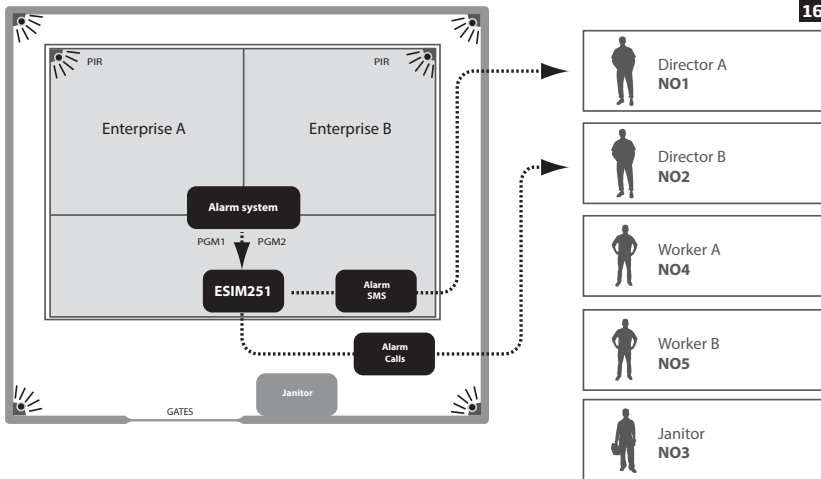 16
PIR
PIR
Enterprise A
Enterprise B
Alarm system
PGM1
PGM2
ESIM251
Alarm
SMS
Alarm
Calls
Janitor
GATES
Director A
NO1
Director B
NO2
Worker A
NO4
Worker B
NO5
Janitor
NO3